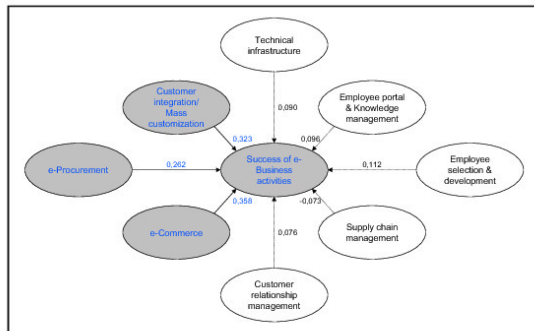 Technical
infrastructure
Customer
integration/
Mass
customization
0,090
Employee portal
& Knowledge
management
0,323
0,096
e-Procurement
0,262
Success of e-
Business
activities
0,112
Employee
selection &
development
0,358
-0,073
e-Commerce
0,076
Supply chain
management
Customer
relationship
management